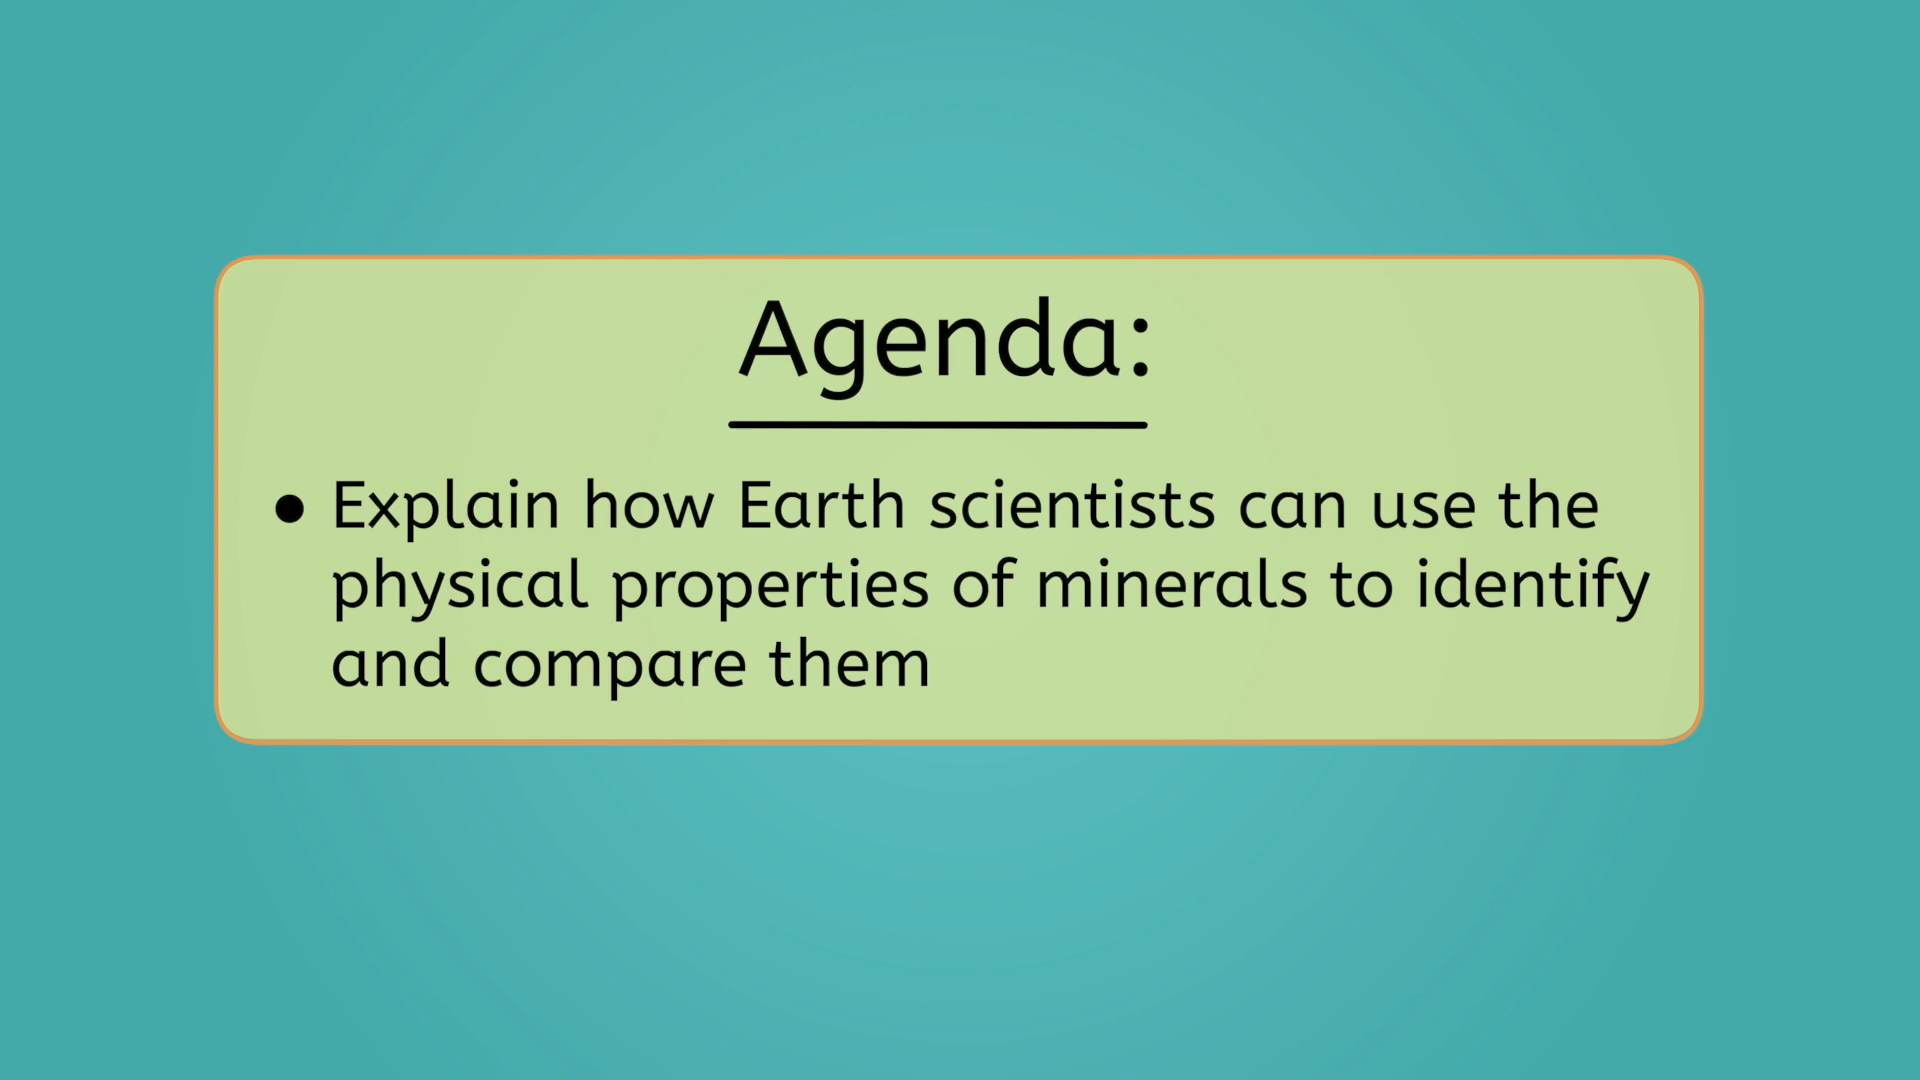 Agenda:
● Explain how Earth scientists can use the
physical properties of minerals to identify
and compare them